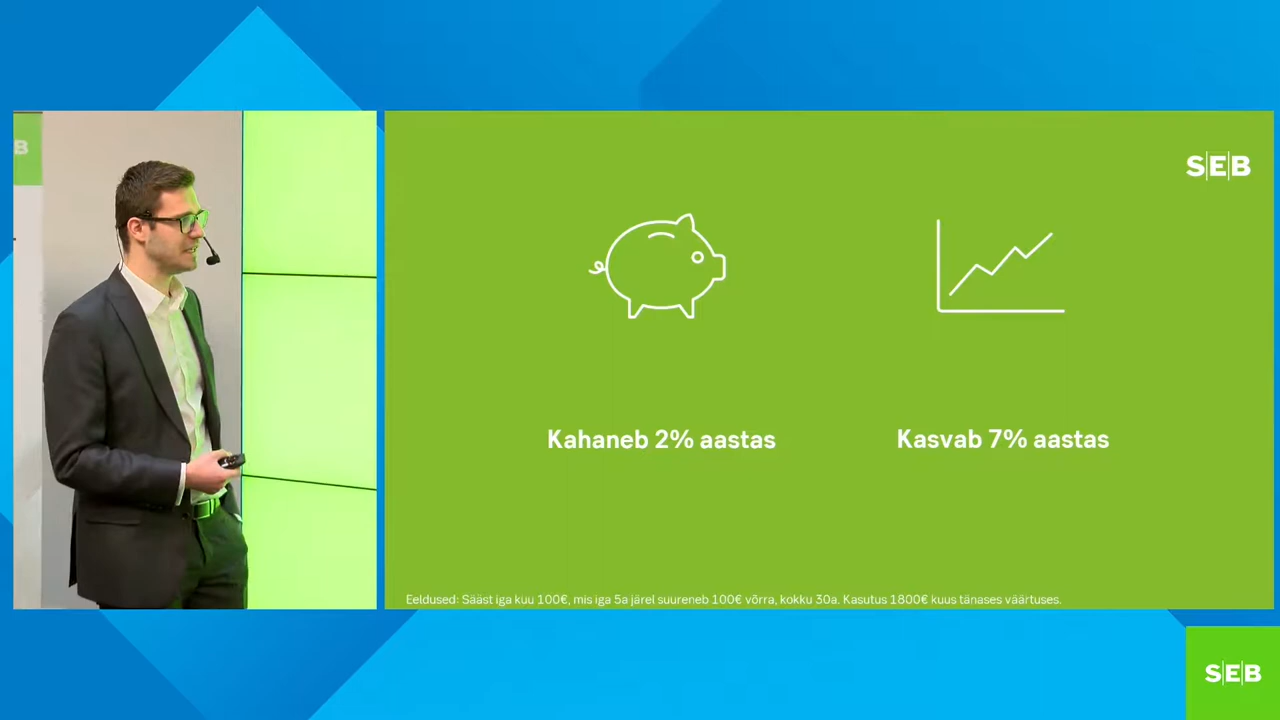 B
SEB
Kahaneb 2% aastas
Kasvab 7% aastas
Eeldused: Sääst iga kuu 100€, mis iga 5a järel suureneb 100€ võrra, kokku 30a. Kasutus 1800€ kuus tänases väärtuses.
SEB